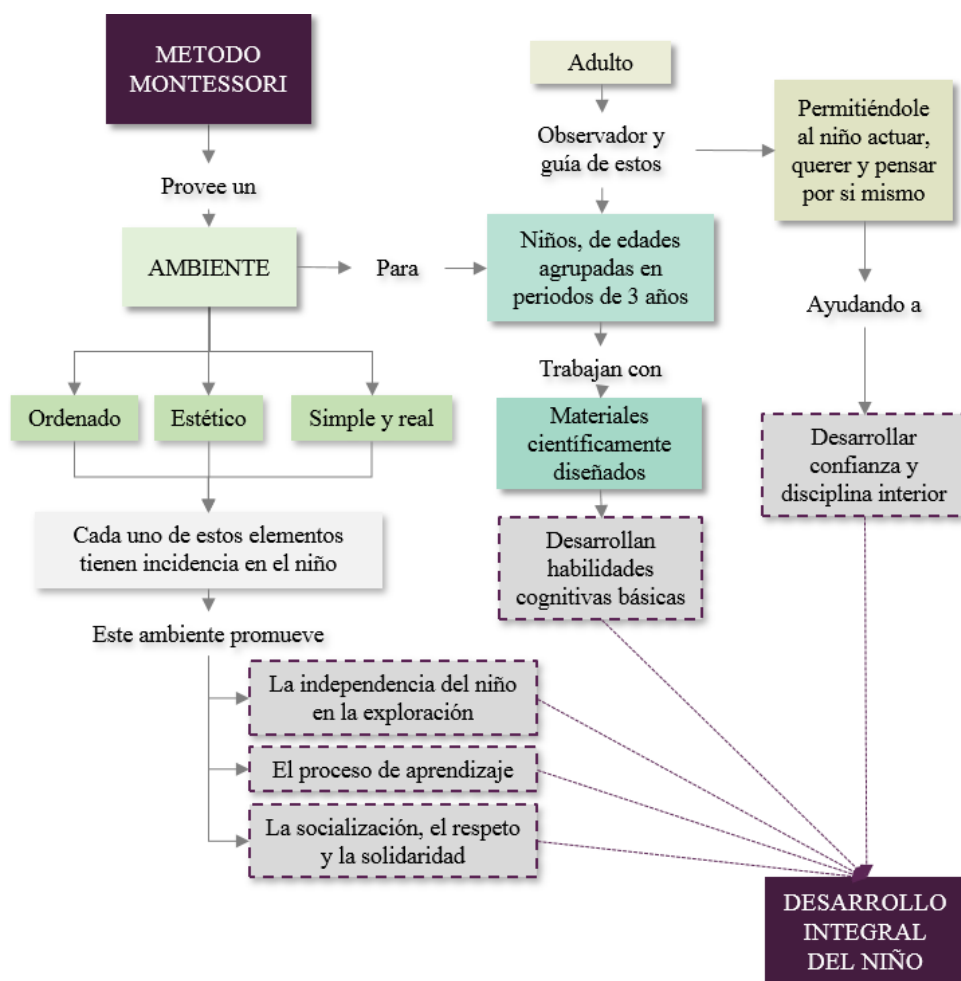 METODO
MONTESSORI
Provee un
AMBIENTE
Para
Ordenado
Estético
Simple y real
Cada uno de estos elementos
tienen incidencia en el niño
Este ambiente promueve
La independencia del niño
en la exploración
El proceso de aprendizaje
La socialización, el respeto
y la solidaridad
Adulto
Observador y
guía de estos
Niños, de edades
agrupadas en
periodos de 3 años
Trabajan con
Materiales
científicamente
diseñados
Desarrollan
habilidades
cognitivas básicas
Permitiéndole
al niño actuar,
querer y pensar
por si mismo
Ayudando a
Desarrollar
confianza y
disciplina interior
DESARROLLO
INTEGRAL
DEL NIÑO